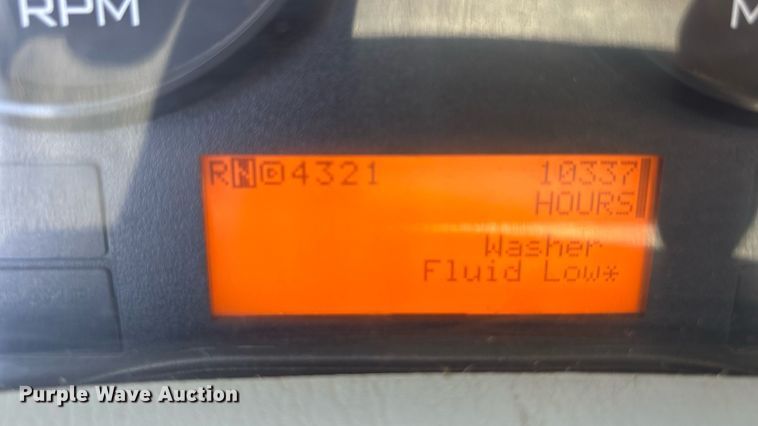 RPM
M
RND4321 10337
HOURS
Washer
Fluid Low*
Purple Wave Auction